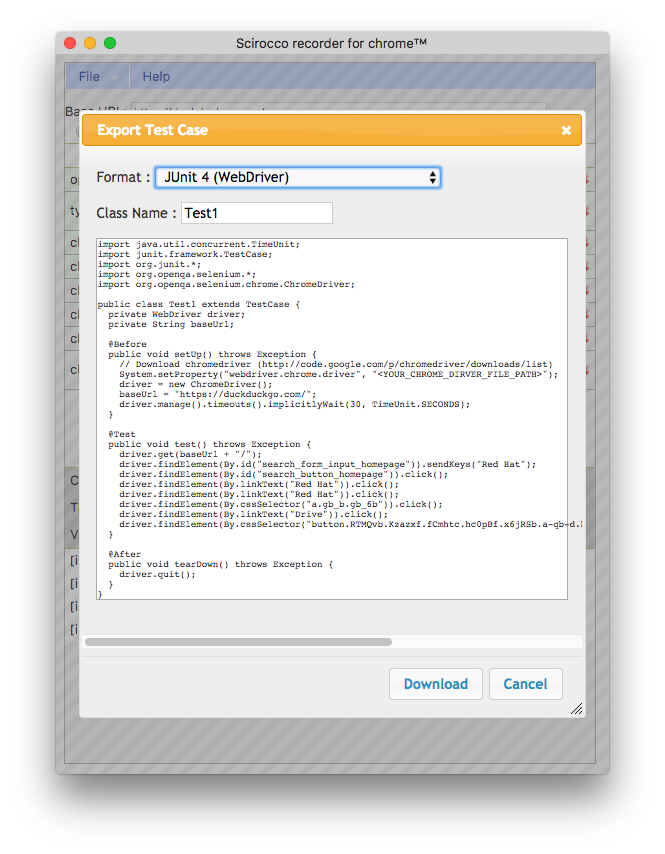 Scirocco recorder for chrome™
File
Help
Export Test Case
Format :
JUnit 4 (WebDriver)
Class Name :
Test1
import java.util.concurrent.TimeUnit;
import junit.framework.TestCase;
import org.junit.*;
import org.openqa.selenium.*;
import org.openqa.selenium.chrome.ChromeDriver;
public class Test1 extends TestCase {
private WebDriver driver;
private String baseUrl;
@Before
public void setUp() throws Exception {
// Download chromedriver (http://code.google.com/p/chromedriver/downloads/list)
System.setProperty("webdriver.chrome.driver", "<YOUR_CHROME_DIRVER_FILE_PATH>");
driver = new ChromeDriver();
baseUrl = "https://duckduckgo.com/";
driver.manage().timeouts().implicitlyWait(30, TimeUnit.SECONDS);
}
@Test
public void test() throws Exception {
driver.get(baseUrl + "/");
driver.findElement(By.id("search_form_input_homepage")).sendKeys("Red Hat");
driver.findElement(By.id("search_button_homepage")).click();
driver.findElement(By.linkText("Red Hat")).click();
driver.findElement(By.linkText("Red Hat")).click();
driver.findElement(By.cssSelector("a.gb_b.gb_6b")).click();
driver.findElement(By.linkText("Drive")).click();
driver.findElement(By.cssSelector("button.RTMQvb.Kzazxf.fCmhtc.hc0pBf.x6jRSb.a-qb-d.
}
@After
public void tearDown() throws Exception {
driver.quit();
}
}
Download
Cancel